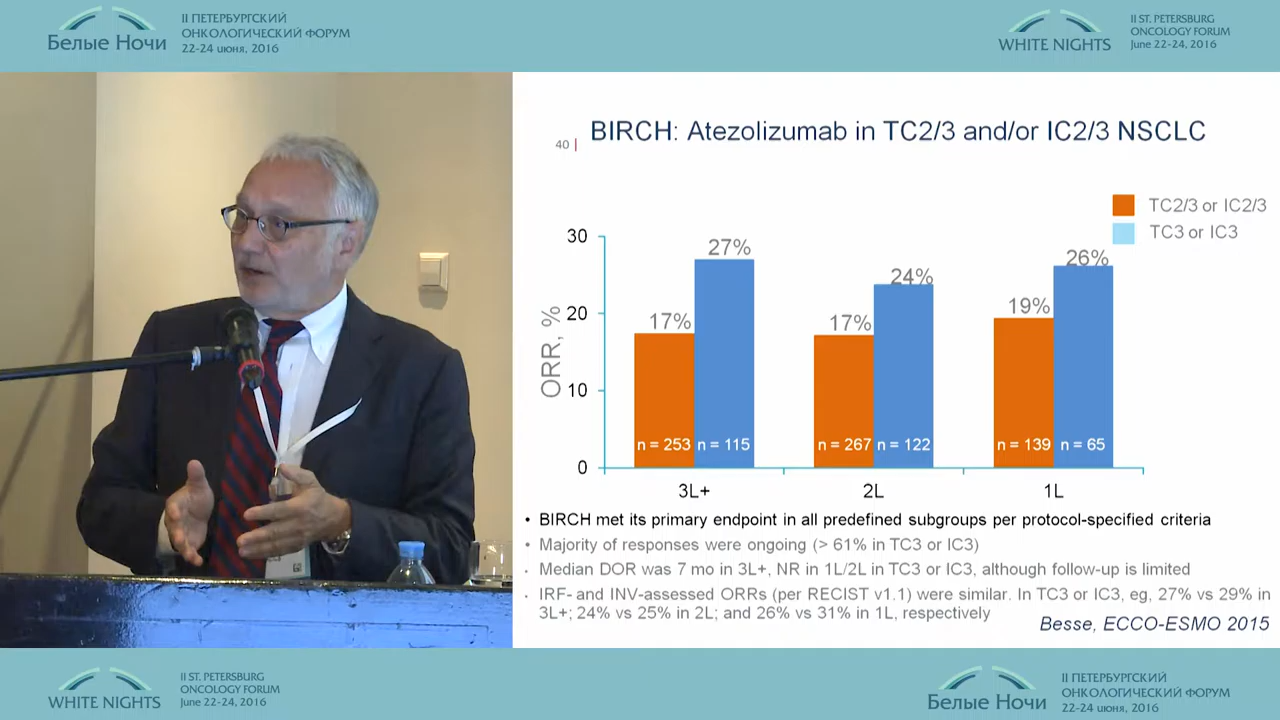 Белые Ночи
II ПЕТЕРБУРГСКИЙ
ОНКОЛОГИЧЕСКИЙ ФОРУМ
22-24 июня, 2016
WHITE NIGHTS
II ST. PETERSBURG
ONCOLOGY FORUM
June 22-24, 2016
40
BIRCH: Atezolizumab in TC2/3 and/or IC2/3 NSCLC
TC2/3 or IC2/3
TC3 or IC3
ORR, %
30
20
10
0
17%
27%
17%
24%
19%
26%
n = 253
n = 115
n = 267
n = 122
n = 139
n = 65
3L+
2L
1L
• BIRCH met its primary endpoint in all predefined subgroups per protocol-specified criteria
• Majority of responses were ongoing (> 61% in TC3 or IC3)
• Median DOR was 7 mo in 3L+, NR in 1L/2L in TC3 or IC3, although follow-up is limited
• IRF- and INV-assessed ORRs (per RECIST v1.1) were similar. In TC3 or IC3, eg, 27% vs 29% in
3L+; 24% vs 25% in 2L; and 26% vs 31% in 1L, respectively
Besse, ECCO-ESMO 2015
WHITE NIGHTS
II ST. PETERSBURG
ONCOLOGY FORUM
June 22-24, 2016
Белые Ночи
II ПЕТЕРБУРГСКИЙ
ОНКОЛОГИЧЕСКИЙ ФОРУМ
22-24 июня, 2016